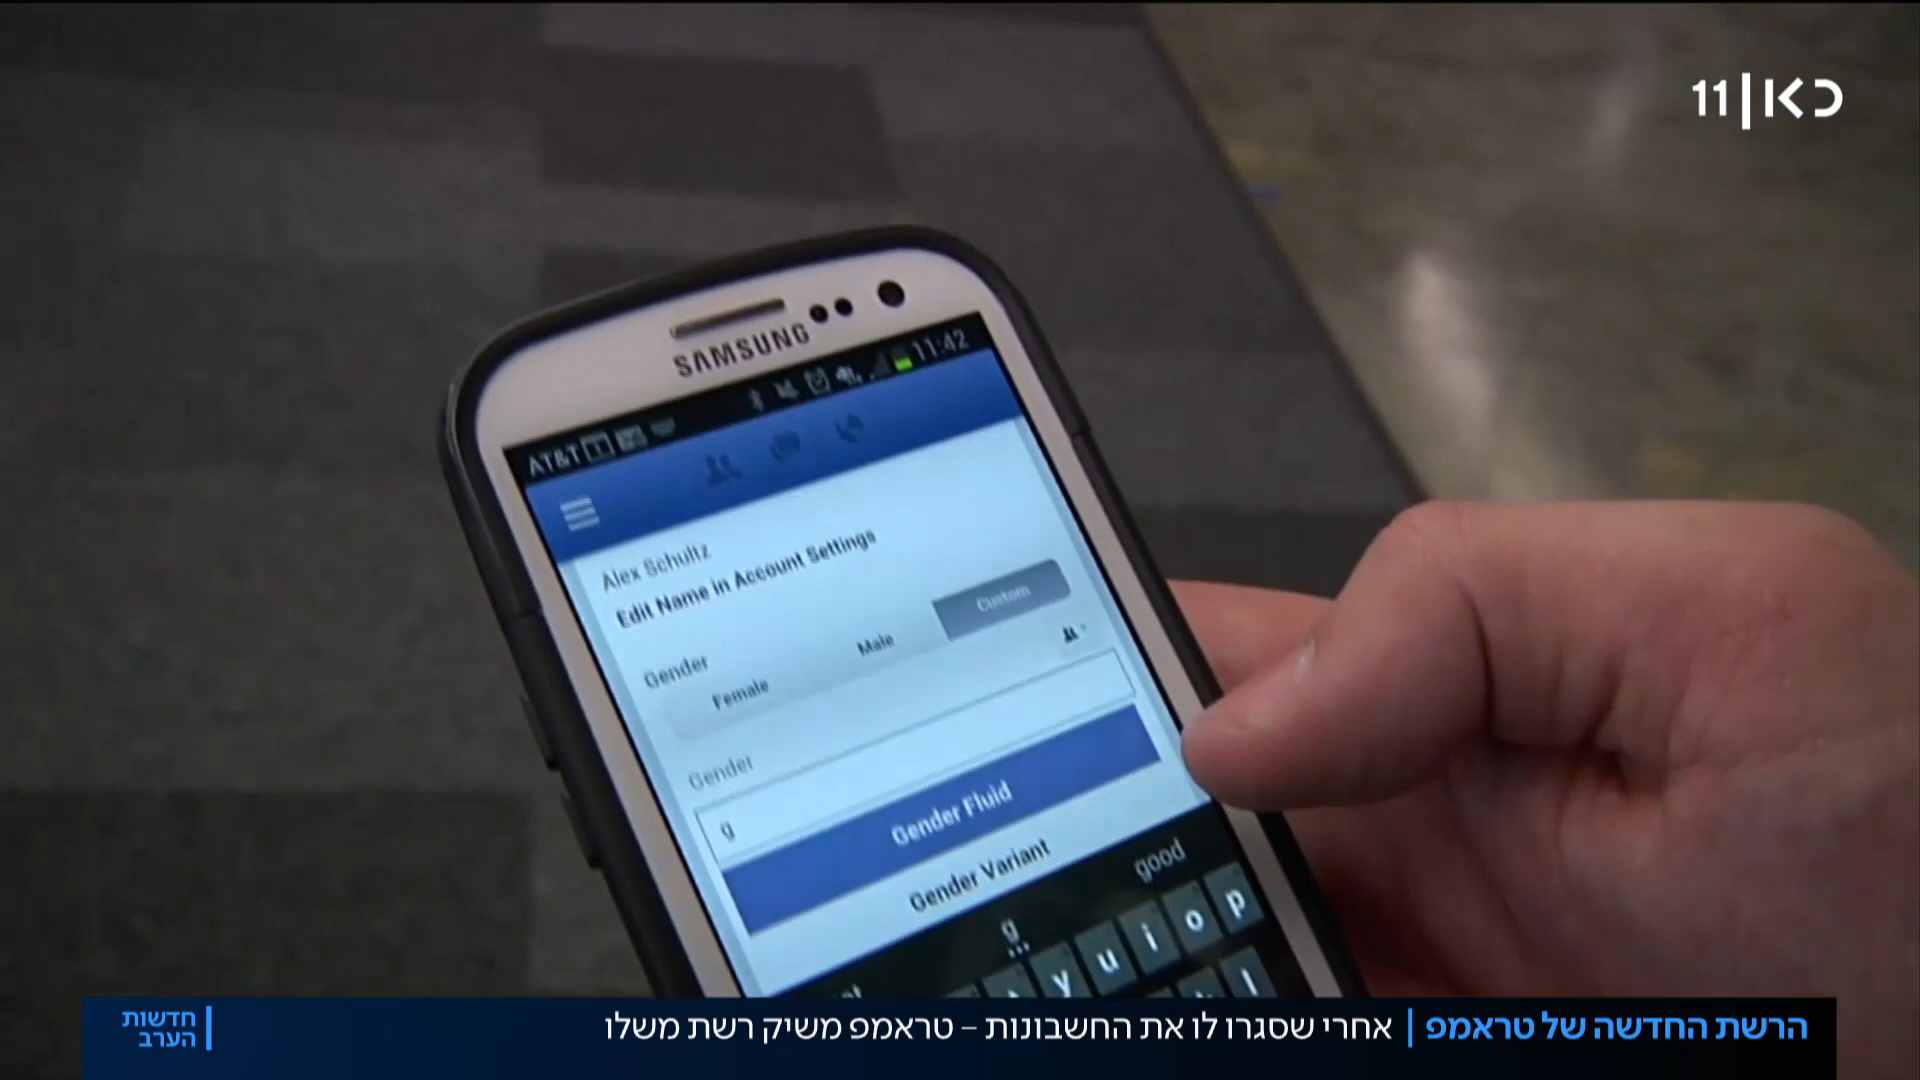 כאן 11
SAMSUNG
AT&T 11:42
Alex Schultz
Edit Name in Account Settings
Gender
Female Male Custom
Gender
g
Gender Fluid
Gender Variant
g good
y u i o p
l
הרשת החדשה של טראמפ | אחרי שסגרו לו את החשבונות – טראמפ משיק רשת משלו
חדשות
הערב